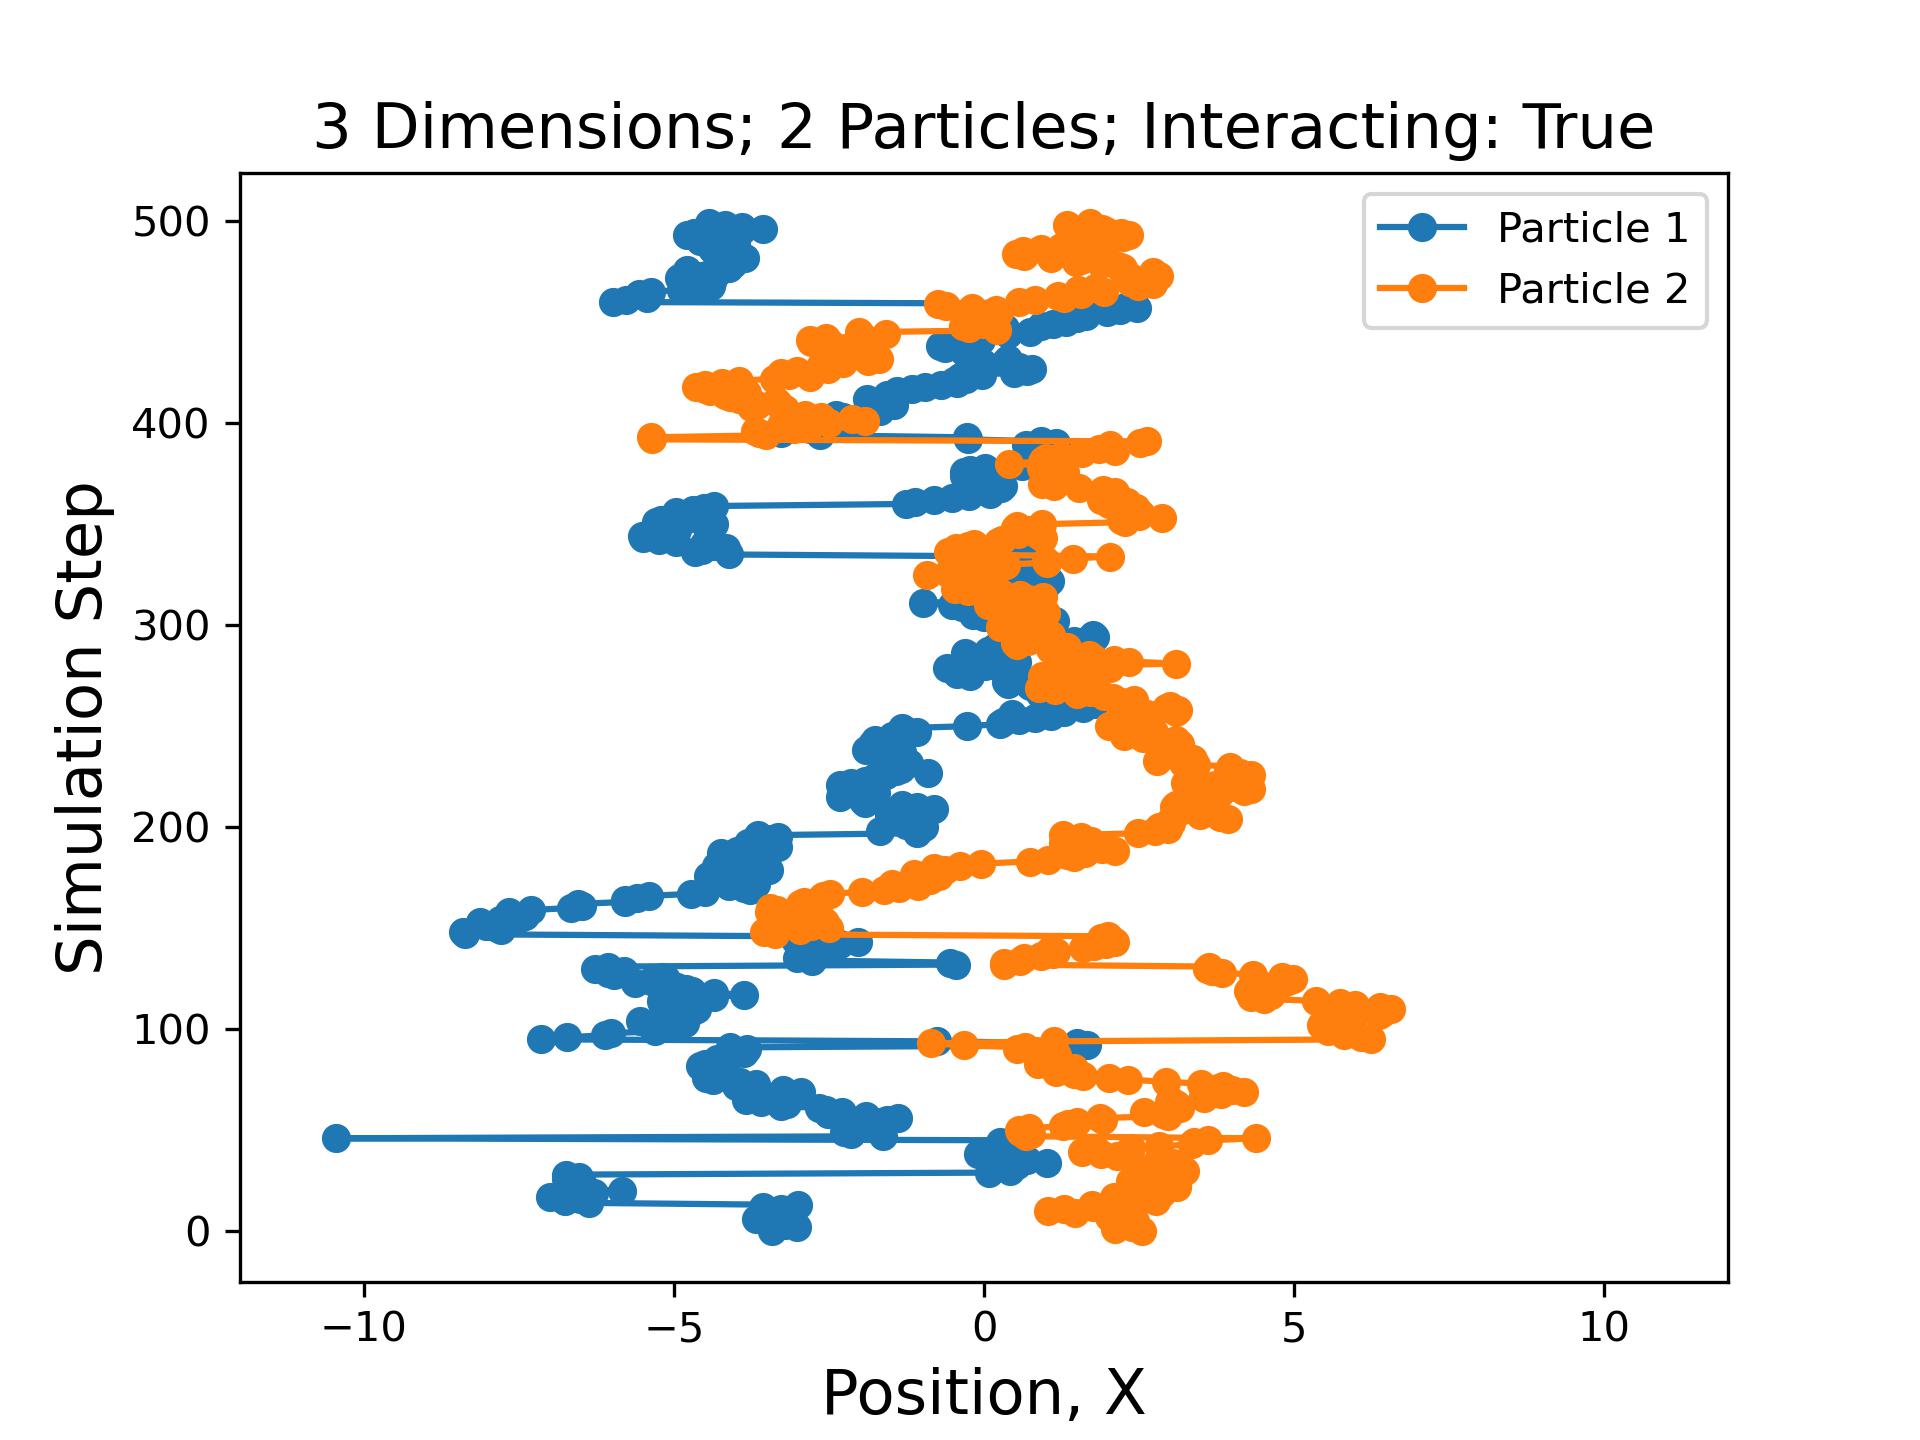 3 Dimensions; 2 Particles; Interacting: True
Particle 1
Particle 2
Simulation Step
500
400
300
200
100
0
−10 −5 0 5 10
Position, X